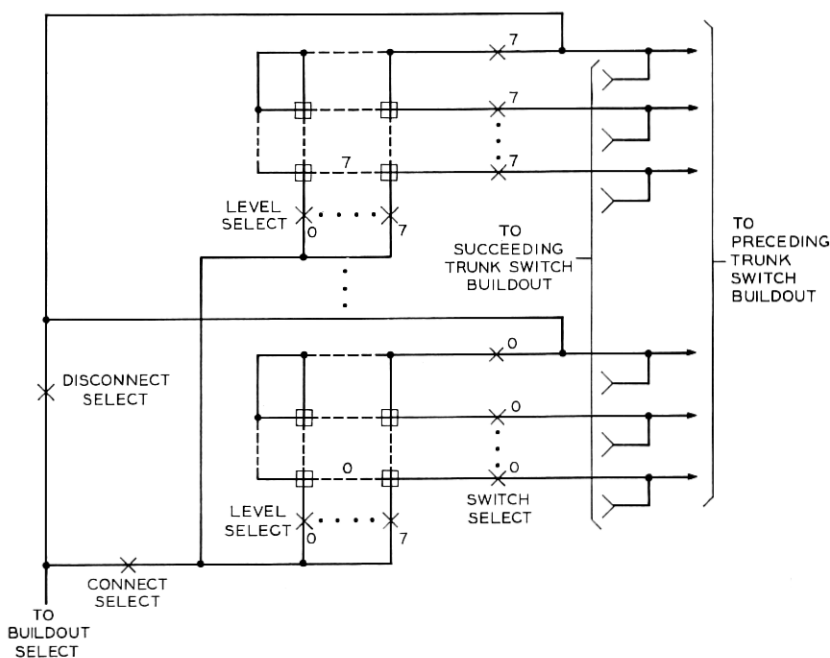 7
7
7
7
LEVEL
SELECT
0
7
TO
SUCCEEDING
TRUNK SWITCH
BUILDOUT
TO
PRECEDING
TRUNK
SWITCH
BUILDOUT
0
DISCONNECT
SELECT
0
0
0
LEVEL
SELECT
0
7
SWITCH
SELECT
CONNECT
SELECT
TO
BUILDOUT
SELECT